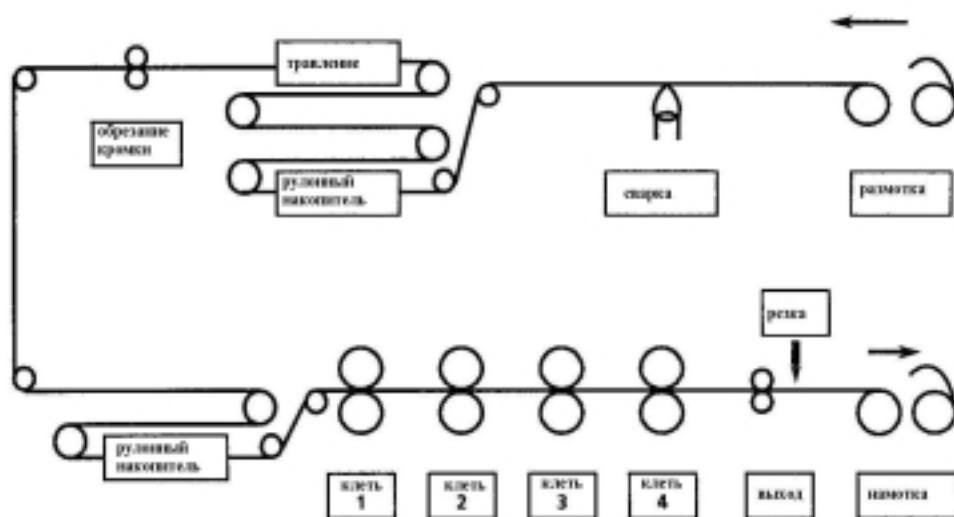 травление
обрезание
кромки
рулонный
накопитель
сварка
размотка
резка
рулонный
накопитель
клеть
1
клеть
2
клеть
3
клеть
4
выход
намотка